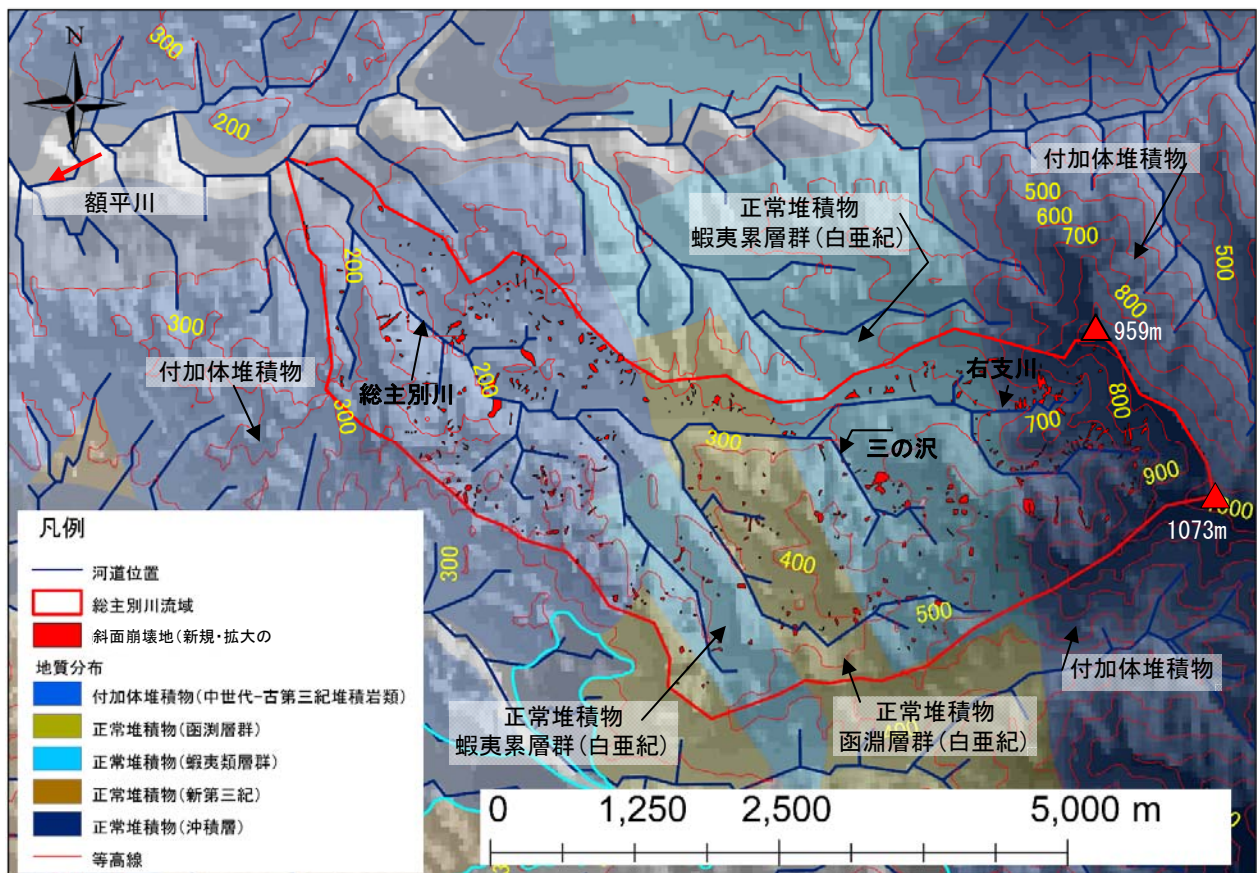 300
N
200
額平川
付加体堆積物
500
600
700
500
正常堆積物
蝦夷累層群(白亜紀)
200
800
300
959m
付加体堆積物
総主別川
200
右支川
800
300
700
300
三の沢
900
1000
1073m
400
300
500
付加体堆積物
正常堆積物
蝦夷累層群(白亜紀)
正常堆積物
函淵層群(白亜紀)
400
凡例
河道位置
総主別川流域
斜面崩壊地(新規・拡大の
地質分布
付加体堆積物(中世代-古第三紀堆積岩類)
正常堆積物(函渕層群)
正常堆積物(蝦夷類層群)
正常堆積物(新第三紀)
正常堆積物(沖積層)
等高線
0 1,250 2,500 5,000 m